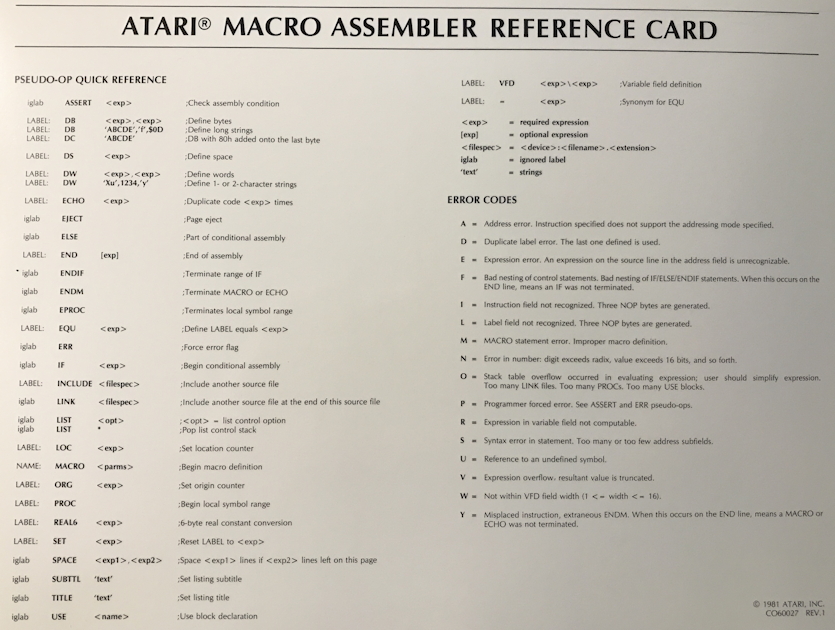 ATARI® MACRO ASSEMBLER REFERENCE CARD
PSEUDO-OP QUICK REFERENCE
iglab ASSERT <exp> ;Check assembly condition
LABEL: DB <exp>,<exp> ;Define bytes
LABEL: DB 'ABCDE','f',$0D ;Define long strings
LABEL: DC 'ABCDE' ;DB with 80h added onto the last byte
LABEL: DS <exp> ;Define space
LABEL: DW <exp>,<exp> ;Define words
LABEL: DW 'Xu',1234,'y' ;Define 1- or 2-character strings
LABEL: ECHO <exp> ;Duplicate code <exp> times
iglab EJECT ;Page eject
iglab ELSE ;Part of conditional assembly
LABEL: END [exp] ;End of assembly
iglab ENDIF ;Terminate range of IF
iglab ENDM ;Terminate MACRO or ECHO
iglab EPROC ;Terminates local symbol range
LABEL: EQU <exp> ;Define LABEL equals <exp>
iglab ERR ;Force error flag
iglab IF <exp> ;Begin conditional assembly
LABEL: INCLUDE <filespec> ;Include another source file
iglab LINK <filespec> ;Include another source file at the end of this source file
iglab LIST <opt> ;<opt> = list control option
iglab LIST * ;Pop list control stack
LABEL: LOC <exp> ;Set location counter
NAME: MACRO <parms> ;Begin macro definition
LABEL: ORG <exp> ;Set origin counter
LABEL: PROC ;Begin local symbol range
LABEL: REAL6 <exp> ;6-byte real constant conversion
LABEL: SET <exp> ;Reset LABEL to <exp>
iglab SPACE <exp1>,<exp2> ;Space <exp1> lines if <exp2> lines left on this page
iglab SUBTTL 'text' ;Set listing subtitle
iglab TITLE 'text' ;Set listing title
iglab USE <name> ;Use block declaration
LABEL: VFD <exp>\<exp> ;Variable field definition
LABEL: = <exp> ;Synonym for EQU
<exp> = required expression
[exp] = optional expression
<filespec> = <device>:<filename>.<extension>
iglab = ignored label
'text' = strings
ERROR CODES
A = Address error. Instruction specified does not support the addressing mode specified.
D = Duplicate label error. The last one defined is used.
E = Expression error. An expression on the source line in the address field is unrecognizable.
F = Bad nesting of control statements. Bad nesting of IF/ELSE/ENDIF statements. When this occurs on the
END line, means an IF was not terminated.
I = Instruction field not recognized. Three NOP bytes are generated.
L = Label field not recognized. Three NOP bytes are generated.
M = MACRO statement error. Improper macro definition.
N = Error in number: digit exceeds radix, value exceeds 16 bits, and so forth.
O = Stack table overflow occurred in evaluating expression; user should simplify expression.
Too many LINK files. Too many PROCs. Too many USE blocks.
P = Programmer forced error. See ASSERT and ERR pseudo-ops.
R = Expression in variable field not computable.
S = Syntax error in statement. Too many or too few address subfields.
U = Reference to an undefined symbol.
V = Expression overflow, resultant value is truncated.
W = Not within VFD field width (1 <= width <= 16).
Y = Misplaced instruction, extraneous ENDM. When this occurs on the END line, means a MACRO or
ECHO was not terminated.
© 1981 ATARI, INC.
CO60027 REV.1